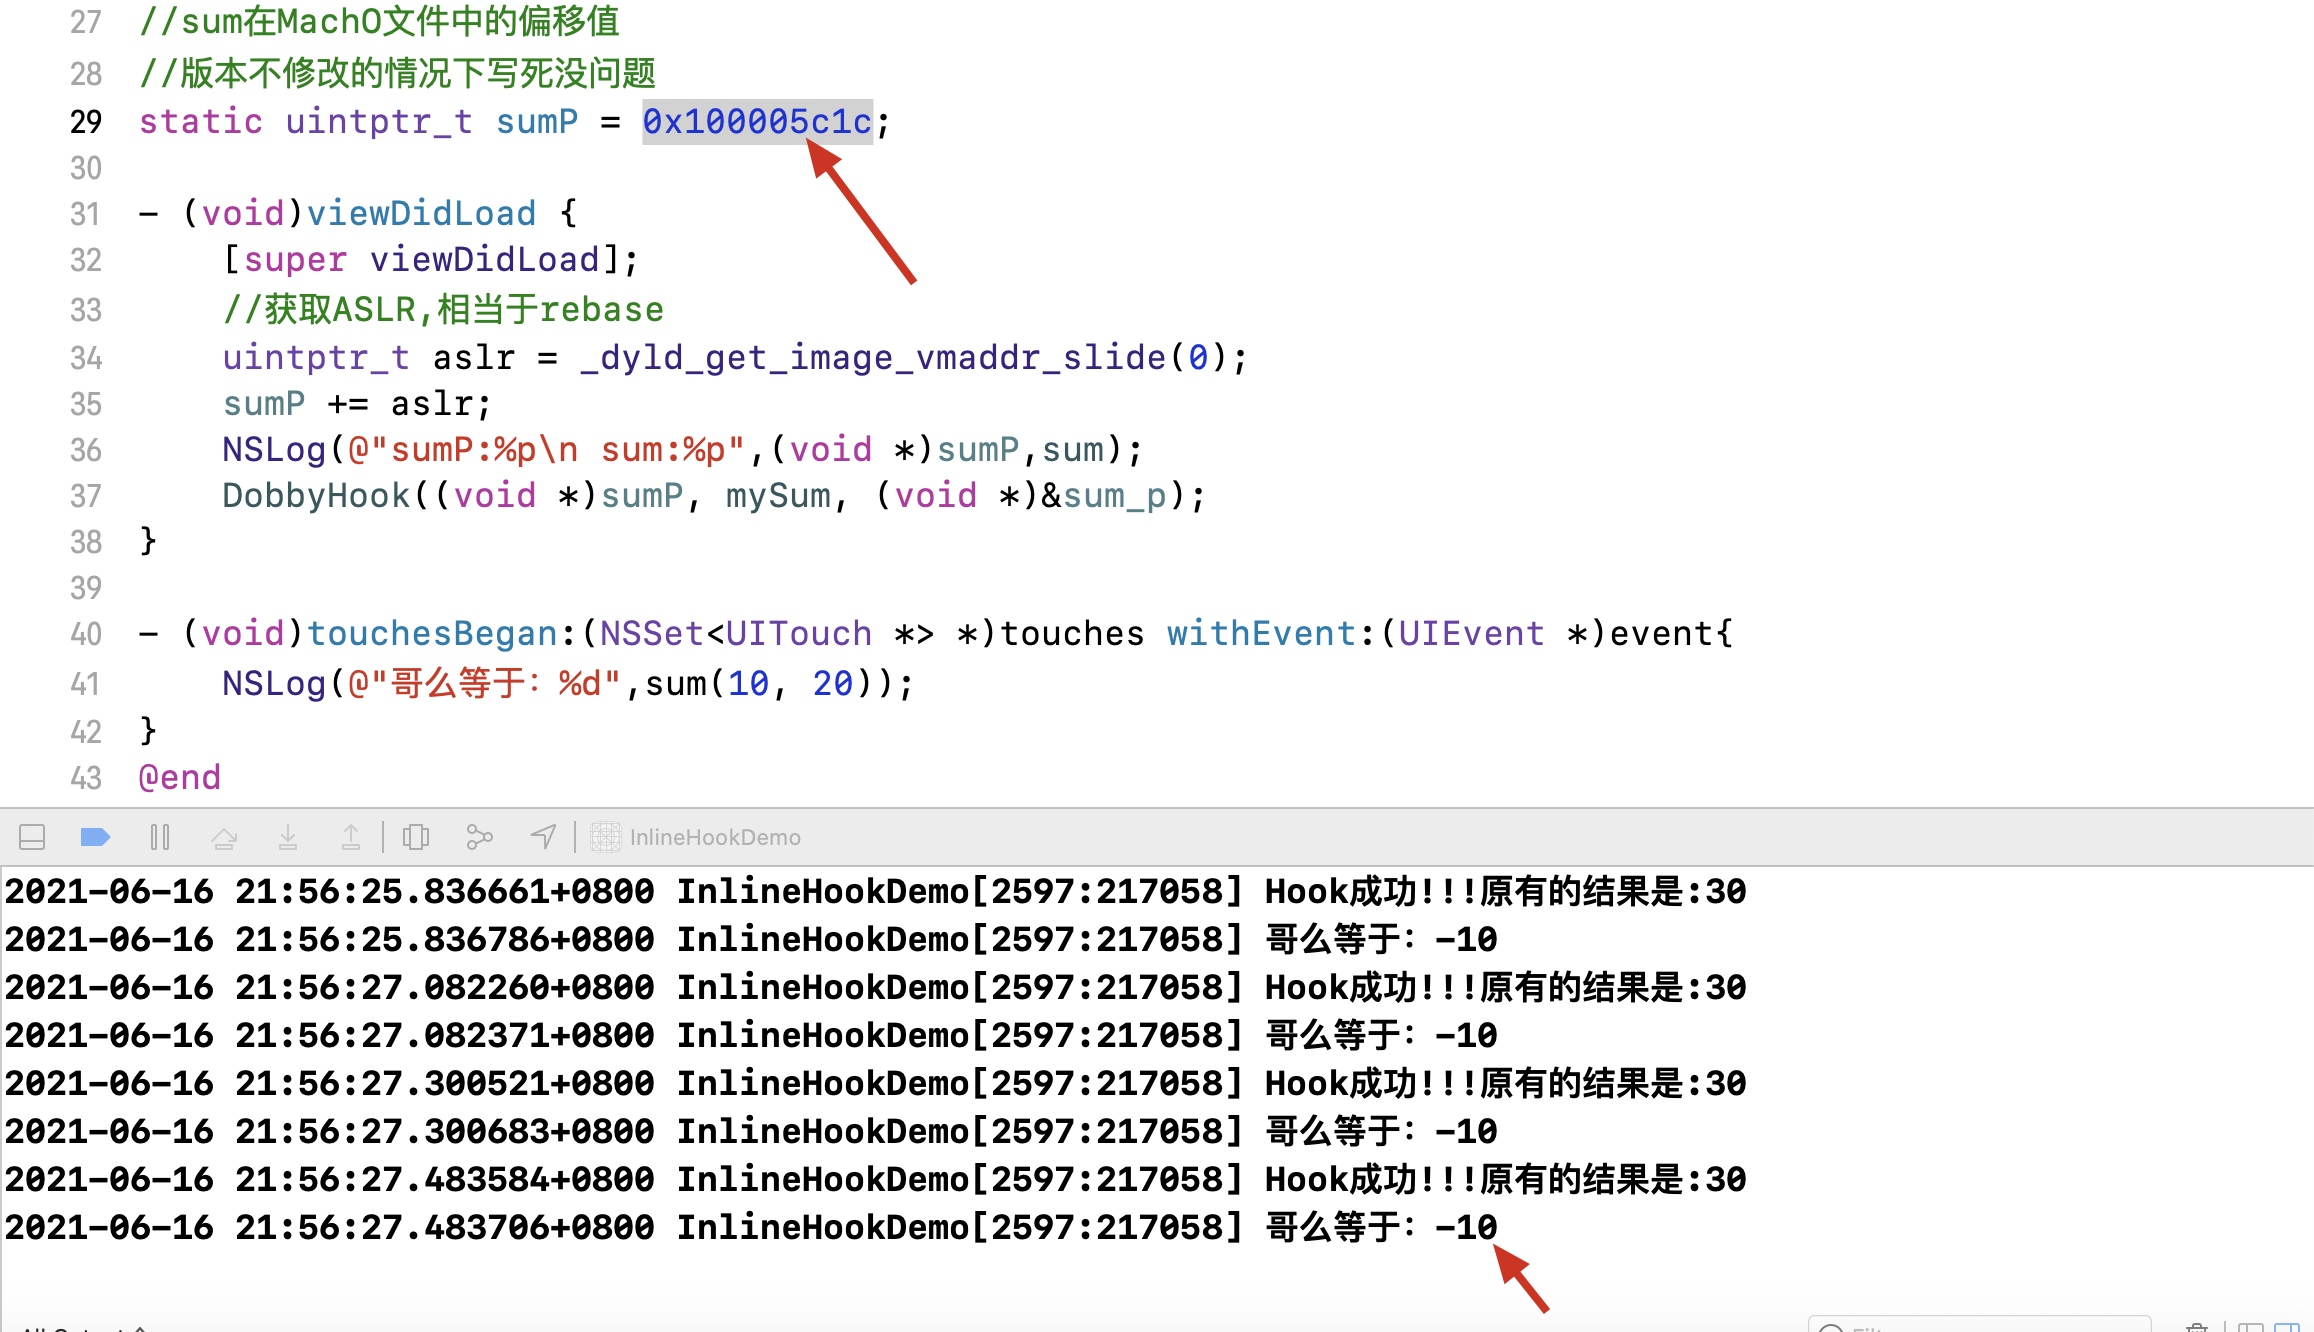 27 //sum在MachO文件中的偏移值
28 //版本不修改的情况下写死没问题
29 static uintptr_t sumP = 0x100005c1c;
30
31 - (void)viewDidLoad {
32     [super viewDidLoad];
33     //获取ASLR,相当于rebase
34     uintptr_t aslr = _dyld_get_image_vmaddr_slide(0);
35     sumP += aslr;
36     NSLog(@"sumP:%p\n sum:%p",(void *)sumP,sum);
37     DobbyHook((void *)sumP, mySum, (void *)&sum_p);
38 }
39
40 - (void)touchesBegan:(NSSet<UITouch *> *)touches withEvent:(UIEvent *)event{
41     NSLog(@"哥么等于：%d",sum(10, 20));
42 }
43 @end
InlineHookDemo
2021-06-16 21:56:25.836661+0800 InlineHookDemo[2597:217058] Hook成功!!!原有的结果是:30
2021-06-16 21:56:25.836786+0800 InlineHookDemo[2597:217058] 哥么等于：-10
2021-06-16 21:56:27.082260+0800 InlineHookDemo[2597:217058] Hook成功!!!原有的结果是:30
2021-06-16 21:56:27.082371+0800 InlineHookDemo[2597:217058] 哥么等于：-10
2021-06-16 21:56:27.300521+0800 InlineHookDemo[2597:217058] Hook成功!!!原有的结果是:30
2021-06-16 21:56:27.300683+0800 InlineHookDemo[2597:217058] 哥么等于：-10
2021-06-16 21:56:27.483584+0800 InlineHookDemo[2597:217058] Hook成功!!!原有的结果是:30
2021-06-16 21:56:27.483706+0800 InlineHookDemo[2597:217058] 哥么等于：-10